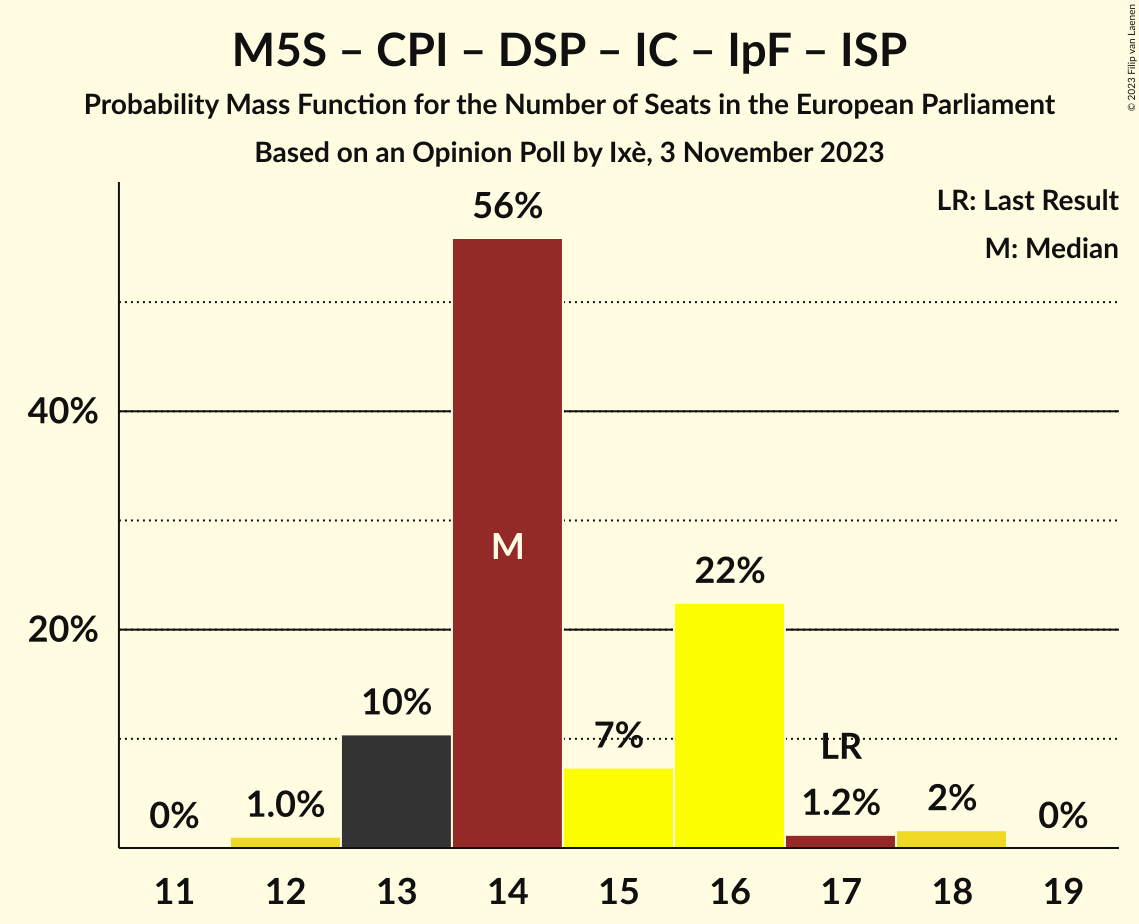 M5S – CPI – DSP – IC – IpF – ISP
Probability Mass Function for the Number of Seats in the European Parliament
Based on an Opinion Poll by Ixè, 3 November 2023
© 2023 Filip van Laenen
LR: Last Result
M: Median
56%
40%
M
22%
20%
10%
7%
LR
0%
1.0%
1.2%
2%
0%
11 12 13 14 15 16 17 18 19